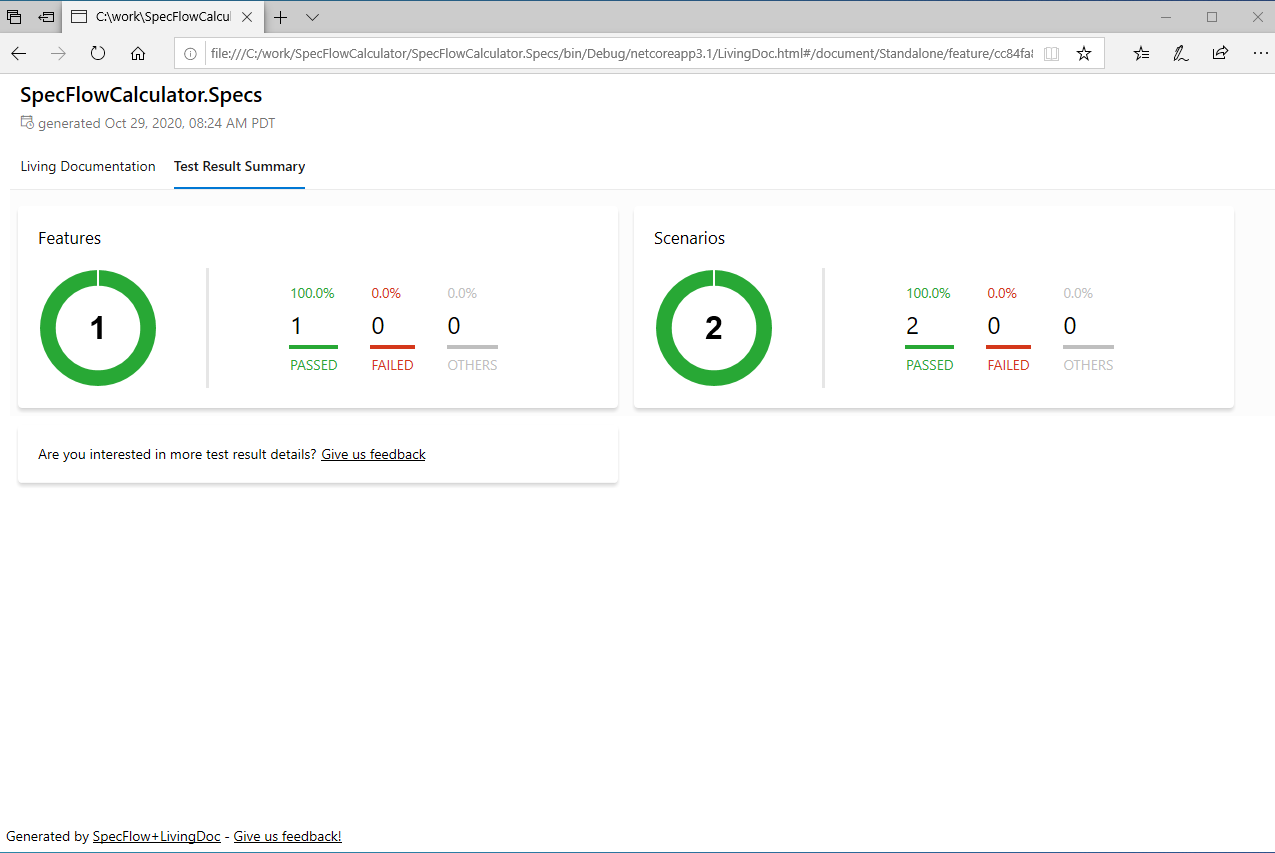 C:\work\SpecFlowCalcul
file:///C:/work/SpecFlowCalculator/SpecFlowCalculator.Specs/bin/Debug/netcoreapp3.1/LivingDoc.html#/document/Standalone/feature/cc84fa
SpecFlowCalculator.Specs
generated Oct 29, 2020, 08:24 AM PDT
Living Documentation Test Result Summary
Features
1
100.0% 0.0% 0.0%
1 0 0
PASSED FAILED OTHERS
Scenarios
2
100.0% 0.0% 0.0%
2 0 0
PASSED FAILED OTHERS
Are you interested in more test result details? Give us feedback
Generated by SpecFlow+LivingDoc - Give us feedback!